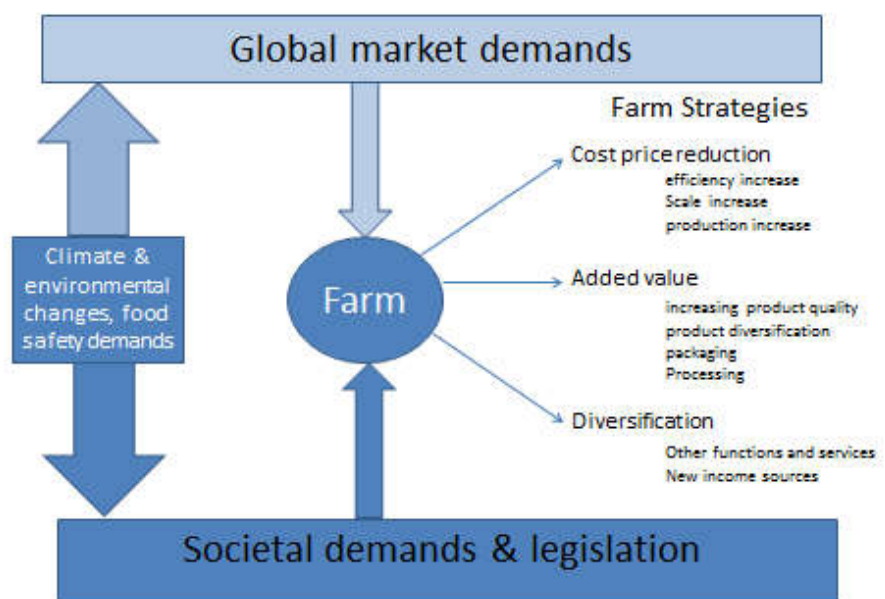 Global market demands
Farm Strategies
Cost price reduction
efficiency increase
Scale increase
production increase
Climate &
environmental
changes, food
safety demands
Farm
Added value
increasing product quality
product diversification
packaging
Processing
Diversification
Other functions and services
New income sources
Societal demands & legislation